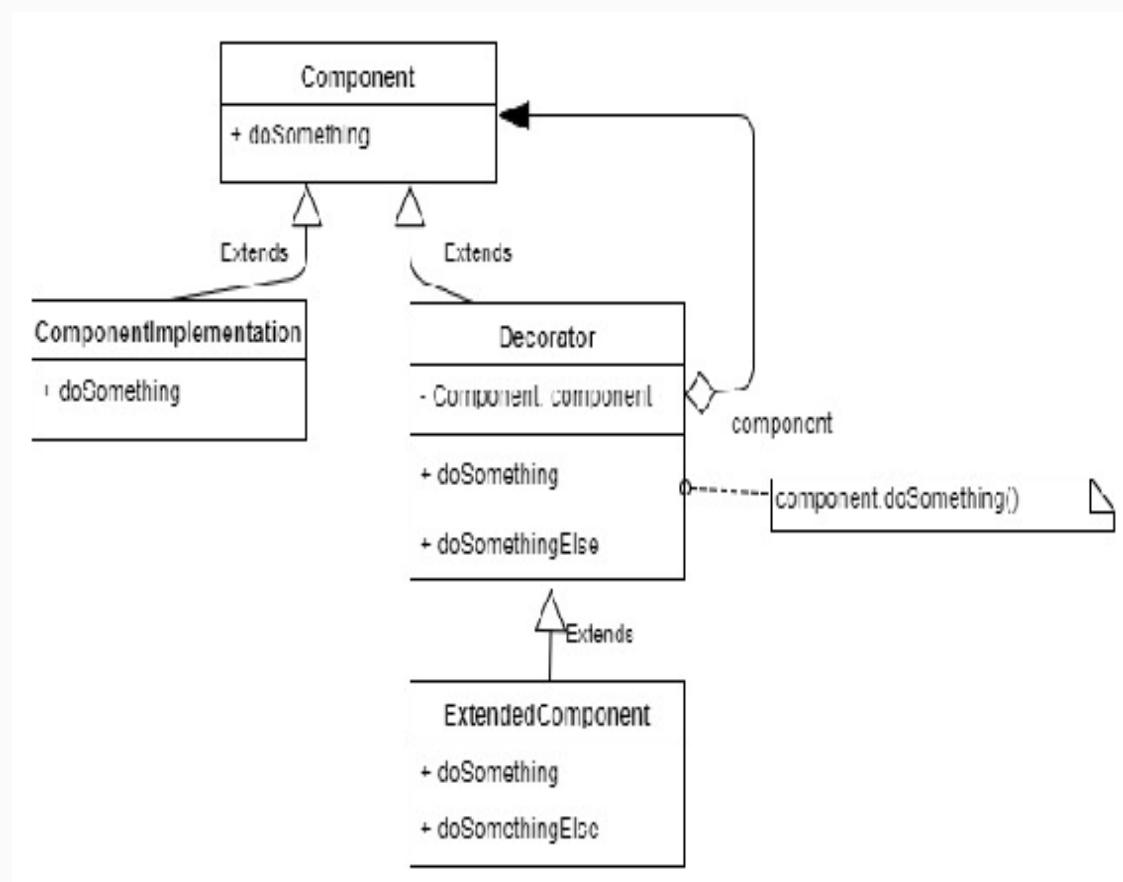 Component
+ doSomething
Extends
Extends
ComponentImplementation
+ doSomething
Decorator
- Component: component
component
+ doSomething
component.doSomething()
+ doSomethingElse
Extends
ExtendedComponent
+ doSomething
+ doSomethingElse